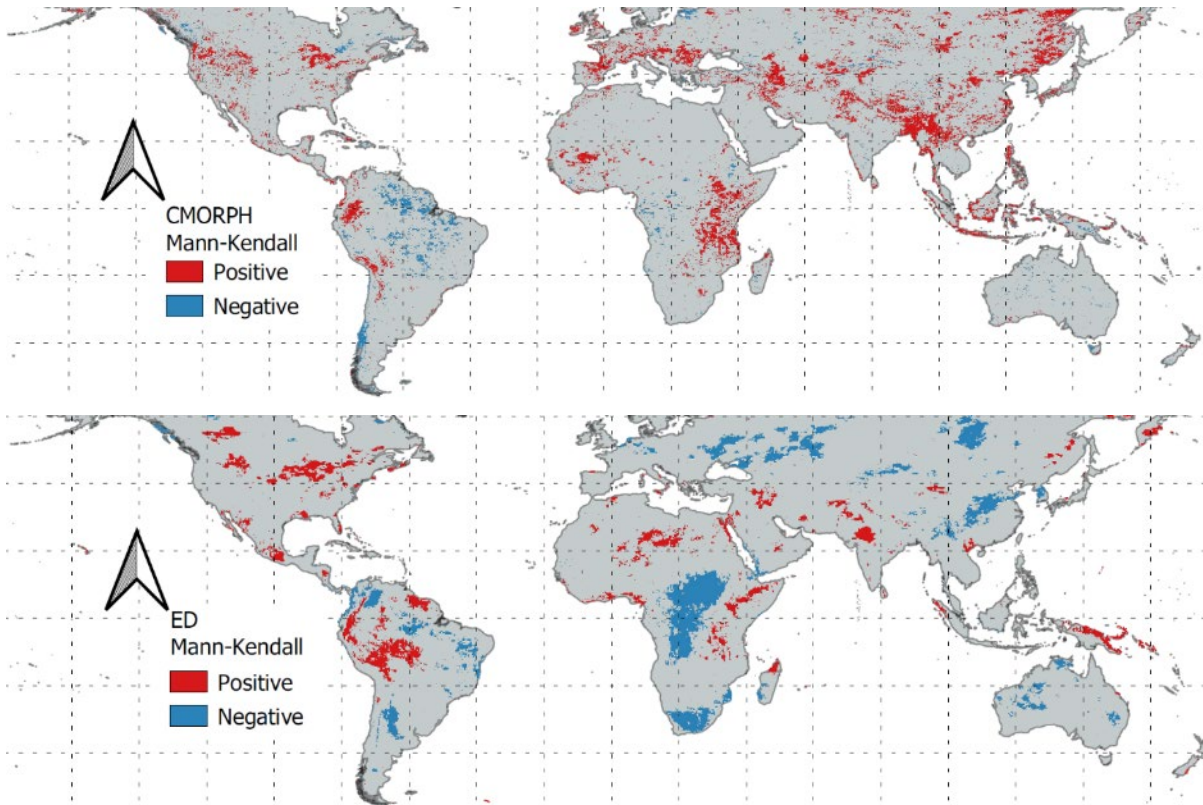 CMORPH
Mann-Kendall
Positive
Negative
ED
Mann-Kendall
Positive
Negative